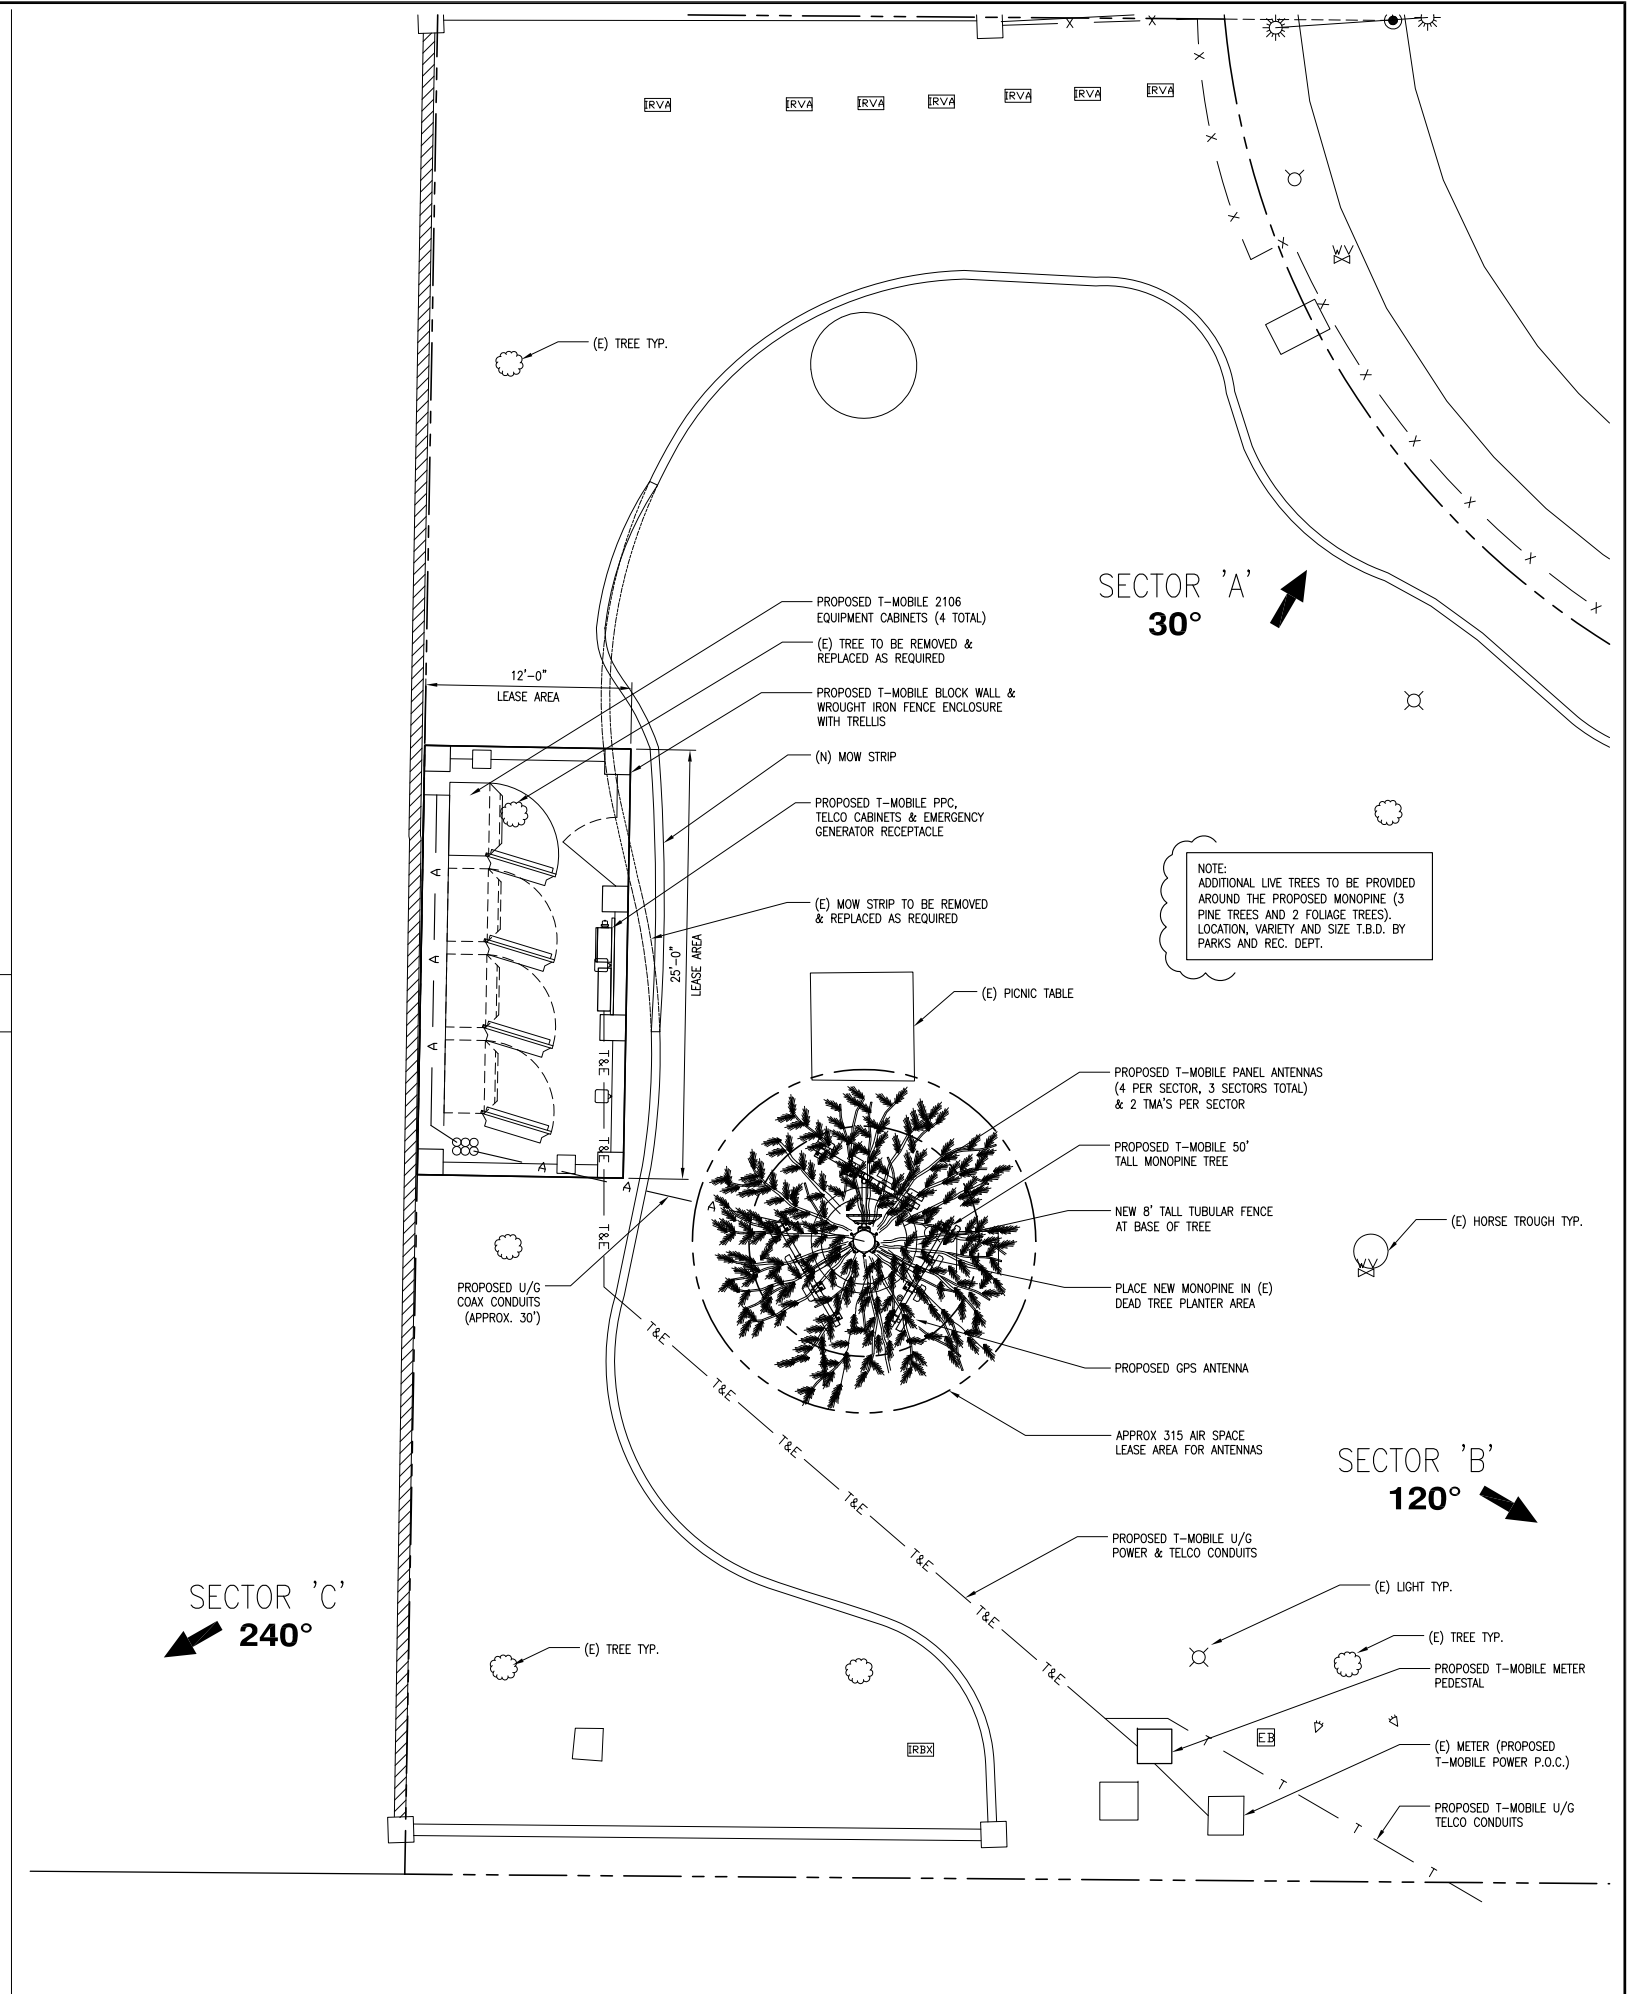 IRVA IRVA IRVA IRVA IRVA IRVA IRVA
X X
X
X
X
X
X
X
X
X
X
X
WV
(E) TREE TYP.
SECTOR 'A'
30°
PROPOSED T-MOBILE 2106
EQUIPMENT CABINETS (4 TOTAL)
(E) TREE TO BE REMOVED &
REPLACED AS REQUIRED
12'-0"
LEASE AREA
PROPOSED T-MOBILE BLOCK WALL &
WROUGHT IRON FENCE ENCLOSURE
WITH TRELLIS
(N) MOW STRIP
PROPOSED T-MOBILE PPC,
TELCO CABINETS & EMERGENCY
GENERATOR RECEPTACLE
(E) MOW STRIP TO BE REMOVED
& REPLACED AS REQUIRED
25'-0"
LEASE AREA
A
A
A
A
A
A
T&E
T&E
T&E
NOTE:
ADDITIONAL LIVE TREES TO BE PROVIDED
AROUND THE PROPOSED MONOPINE (3
PINE TREES AND 2 FOLIAGE TREES).
LOCATION, VARIETY AND SIZE T.B.D. BY
PARKS AND REC. DEPT.
(E) PICNIC TABLE
PROPOSED T-MOBILE PANEL ANTENNAS
(4 PER SECTOR, 3 SECTORS TOTAL)
& 2 TMA'S PER SECTOR
PROPOSED T-MOBILE 50'
TALL MONOPINE TREE
NEW 8' TALL TUBULAR FENCE
AT BASE OF TREE
(E) HORSE TROUGH TYP.
WV
PLACE NEW MONOPINE IN (E)
DEAD TREE PLANTER AREA
PROPOSED U/G
COAX CONDUITS
(APPROX. 30')
PROPOSED GPS ANTENNA
APPROX 315 AIR SPACE
LEASE AREA FOR ANTENNAS
T&E
T&E
T&E
T&E
T&E
T&E
T&E
SECTOR 'B'
120°
PROPOSED T-MOBILE U/G
POWER & TELCO CONDUITS
SECTOR 'C'
240°
(E) LIGHT TYP.
(E) TREE TYP.
(E) TREE TYP.
PROPOSED T-MOBILE METER
PEDESTAL
IRBX
EB
(E) METER (PROPOSED
T-MOBILE POWER P.O.C.)
PROPOSED T-MOBILE U/G
TELCO CONDUITS
T
T
T
T